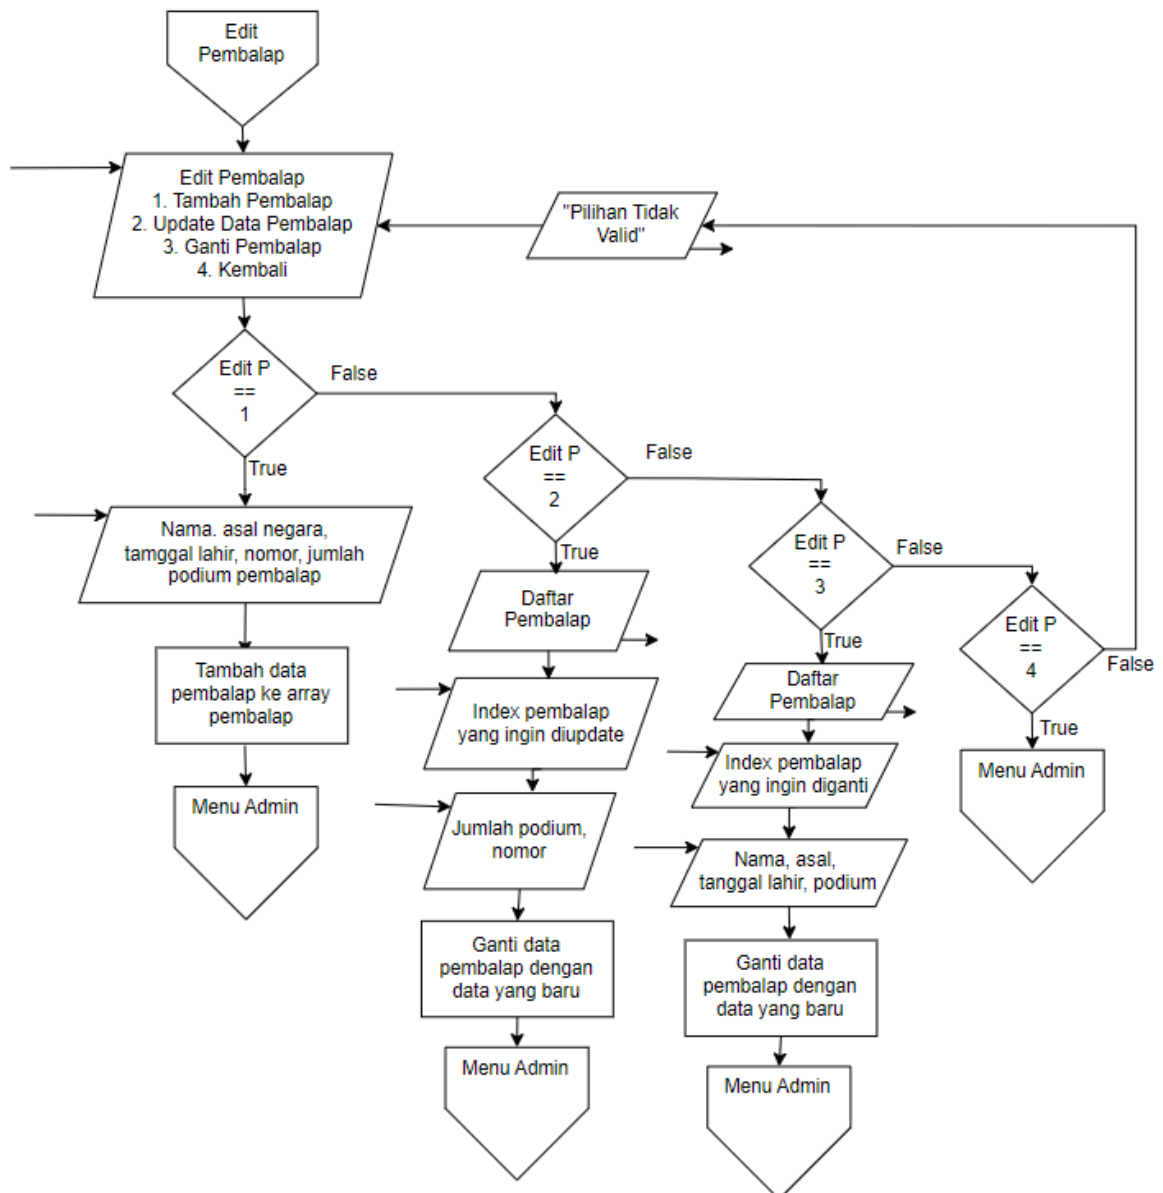 Edit
Pembalap
Edit Pembalap
1. Tambah Pembalap
2. Update Data Pembalap
3. Ganti Pembalap
4. Kembali
"Pilihan Tidak
Valid"
Edit P
==
1
False
True
Edit P
==
2
False
True
Edit P
==
3
False
True
Edit P
==
4
False
True
Nama. asal negara,
tamggal lahir, nomor, jumlah
podium pembalap
Tambah data
pembalap ke array
pembalap
Menu Admin
Daftar
Pembalap
Index pembalap
yang ingin diupdate
Jumlah podium,
nomor
Ganti data
pembalap dengan
data yang baru
Menu Admin
Daftar
Pembalap
Index pembalap
yang ingin diganti
Nama, asal,
tanggal lahir, podium
Ganti data
pembalap dengan
data yang baru
Menu Admin
Menu Admin